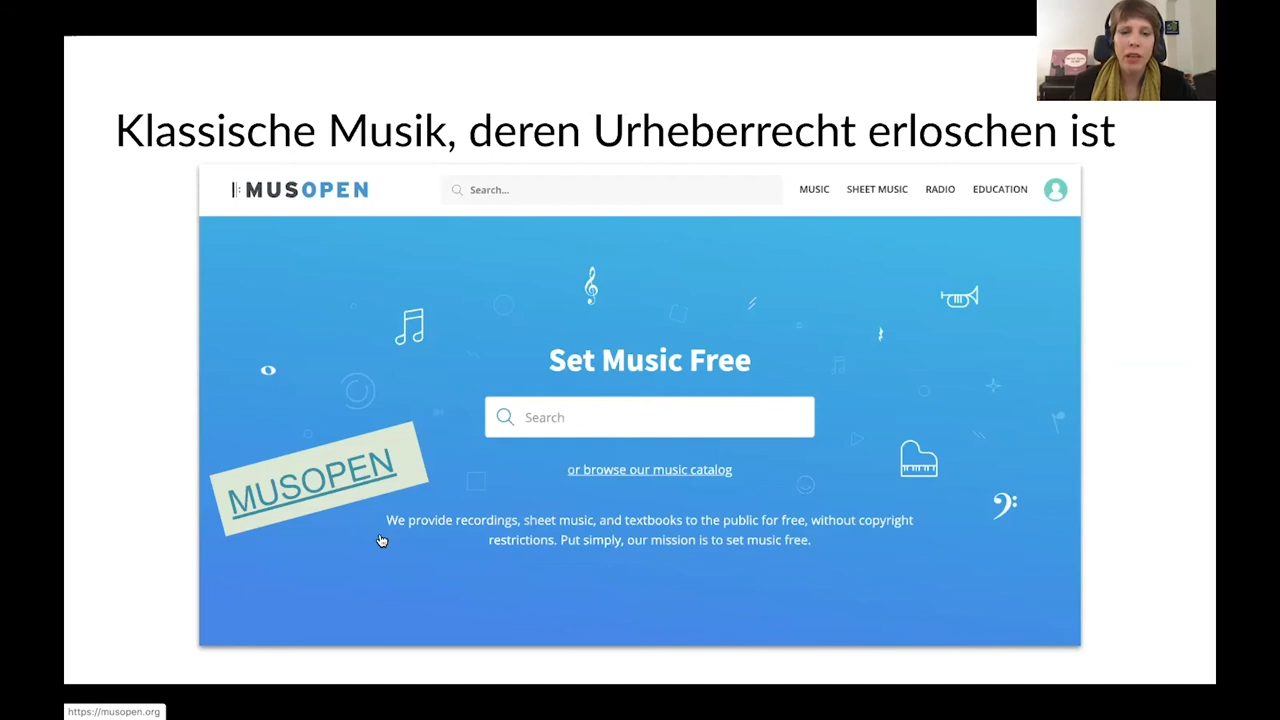 Klassische Musik, deren Urheberrecht erloschen ist
MUSOPEN
Search...
MUSIC
SHEET MUSIC
RADIO
EDUCATION
Set Music Free
Search
or browse our music catalog
MUSOPEN
We provide recordings, sheet music, and textbooks to the public for free, without copyright
restrictions. Put simply, our mission is to set music free.
https://musopen.org